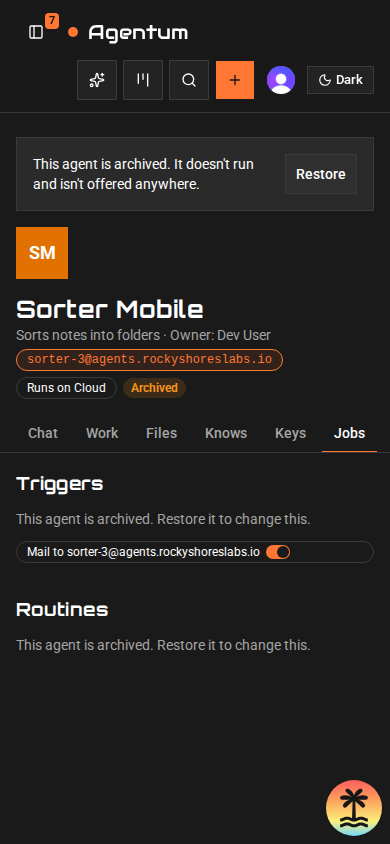 7
Agentum
Dark
This agent is archived. It doesn't run
and isn't offered anywhere.
Restore
SM
Sorter Mobile
Sorts notes into folders · Owner: Dev User
sorter-3@agents.rockyshoreslabs.io
Runs on Cloud
Archived
Chat
Work
Files
Knows
Keys
Jobs
Triggers
This agent is archived. Restore it to change this.
Mail to sorter-3@agents.rockyshoreslabs.io
Routines
This agent is archived. Restore it to change this.